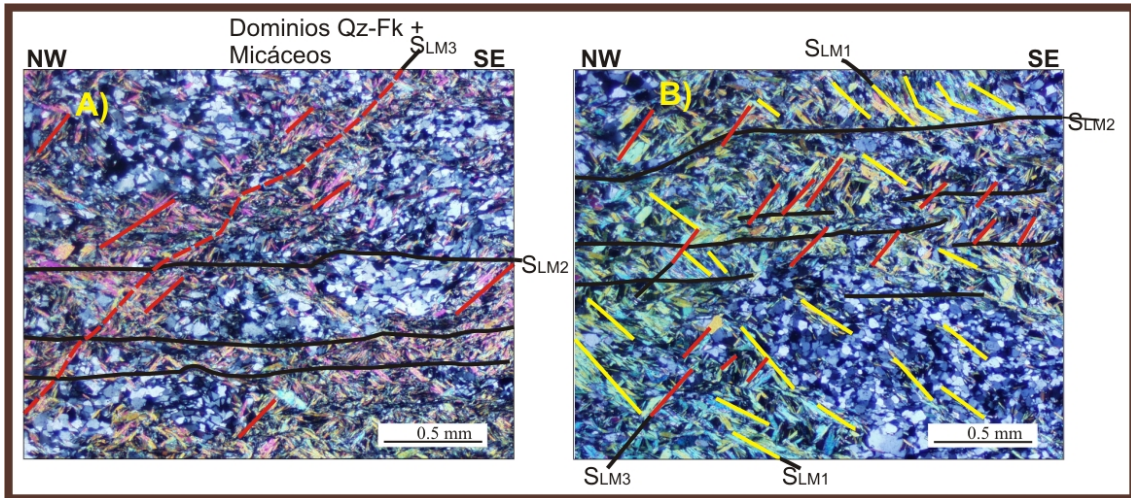 Dominios Qz-Fk +
Micáceos
SLM3
NW
SE
A)
SLM2
0.5 mm
SLM1
NW
SE
B)
SLM2
0.5 mm
SLM3
SLM1